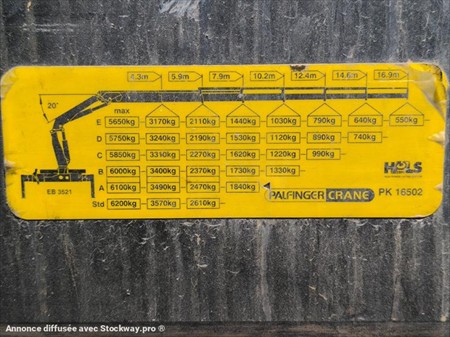 4.3m 5.9m 7.9m 10.2m 12.4m 14.6m 16.9m
20°
max
E 5650kg 3170kg 2110kg 1440kg 1030kg 790kg 640kg 550kg
D 5750kg 3240kg 2190kg 1530kg 1120kg 890kg 740kg
C 5850kg 3310kg 2270kg 1620kg 1220kg 990kg
B 6000kg 3400kg 2370kg 1730kg 1330kg
A 6100kg 3490kg 2470kg 1840kg
Std 6200kg 3570kg 2610kg
EB 3521
PALFINGER CRANE PK 16502
Annonce diffusée avec Stockway.pro ®